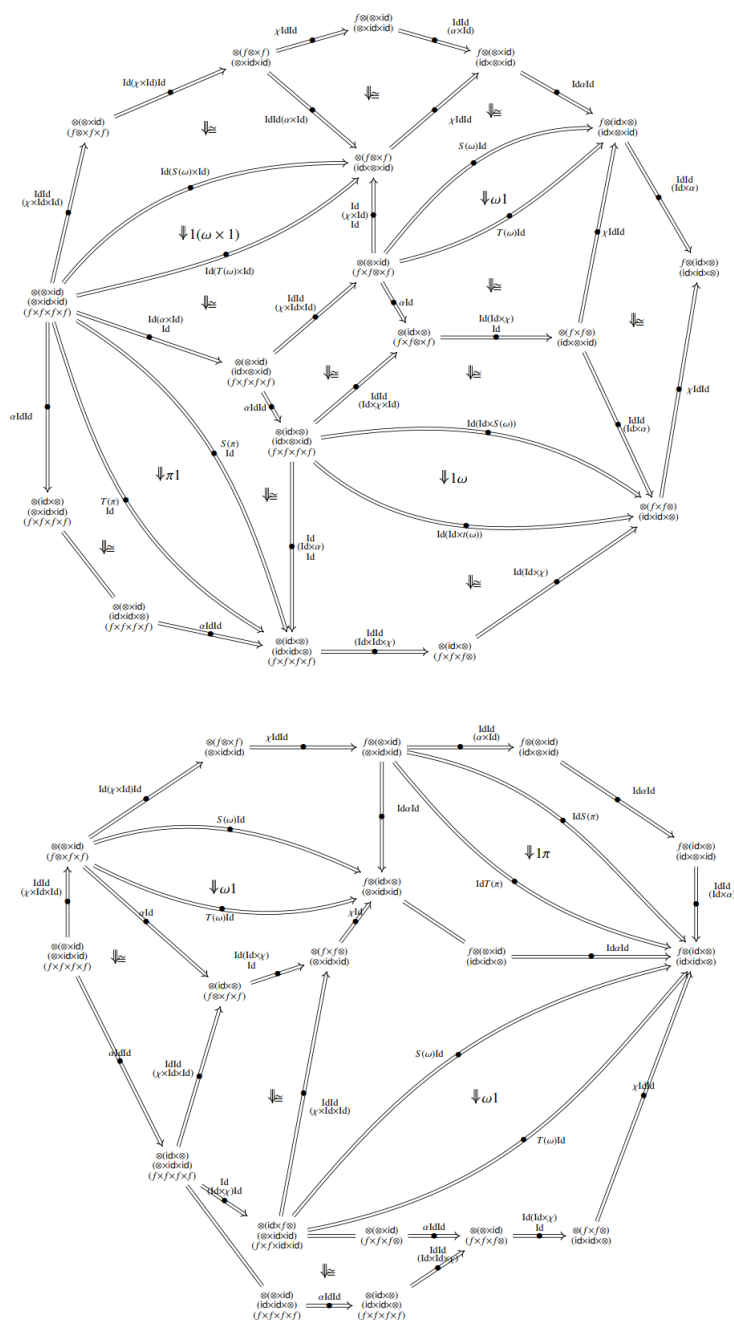 f⊗(⊗×id)
(⊗×id×id)
χIdId
IdId
(α×Id)
⊗(f⊗×f)
(⊗×id×id)
f⊗(⊗×id)
(id×⊗×id)
Id(χ×Id)Id
IdId(α×Id)
⇓≅
χIdId
⇓≅
IdαId
⊗(⊗×id)
(f⊗×f×f)
⇓≅
f⊗(id×⊗)
(id×⊗×id)
S(ω)Id
⊗(f⊗×f)
(id×⊗×id)
Id(S(ω)×Id)
IdId
(Id×α)
IdId
(χ×Id×Id)
Id
(χ×Id)
Id
⇓ω1
T(ω)Id
⇓1(ω × 1)
χIdId
Id(T(ω)×Id)
⊗(⊗×id)
(f×f⊗×f)
f⊗(id×⊗)
(id×id×⊗)
⊗(⊗×id)
(⊗×id×id)
(f×f×f×f)
⇓≅
IdId
(χ×Id×Id)
αId
⇓≅
Id(α×Id)
Id
⊗(id×⊗)
(f×f⊗×f)
Id(Id×χ)
Id
⊗(f×f⊗)
(id×⊗×id)
⇓≅
⊗(⊗×id)
(id×⊗×id)
(f×f×f×f)
⇓≅
⇓≅
IdId
(Id×χ×Id)
αIdId
χIdId
αIdId
IdId
(Id×α)
⊗(id×⊗)
(id×⊗×id)
(f×f×f×f)
Id(Id×S(ω))
S(π)
Id
⇓π1
⇓1ω
T(π)
Id
⇓≅
⊗(id×⊗)
(⊗×id×id)
(f×f×f×f)
⊗(f×f⊗)
(id×id×⊗)
Id(Id×t(ω))
⇓≅
Id
(Id×α)
Id
⇓≅
Id(Id×χ)
⊗(⊗×id)
(id×id×⊗)
(f×f×f×f)
αIdId
⊗(id×⊗)
(id×id×⊗)
(f×f×f×f)
IdId
(Id×Id×χ)
⊗(id×⊗)
(f×f×f⊗)
⊗(f⊗×f)
(⊗×id×id)
χIdId
f⊗(⊗×id)
(⊗×id×id)
IdId
(α×Id)
f⊗(⊗×id)
(id×⊗×id)
Id(χ×Id)Id
IdαId
IdαId
S(ω)Id
IdS(π)
⊗(⊗×id)
(f⊗×f×f)
f⊗(id×⊗)
(id×⊗×id)
⇓1π
⇓ω1
f⊗(id×⊗)
(⊗×id×id)
IdT(π)
IdId
(Id×α)
IdId
(χ×Id×Id)
αId
T(ω)Id
χId
⊗(⊗×id)
(⊗×id×id)
(f×f×f×f)
⇓≅
Id(Id×χ)
Id
⊗(f×f⊗)
(⊗×id×id)
f⊗(⊗×id)
(id×id×⊗)
IdαId
f⊗(id×⊗)
(id×id×⊗)
⊗(id×⊗)
(f⊗×f×f)
αIdId
IdId
(χ×Id×Id)
S(ω)Id
⇓≅
IdId
(χ×Id×Id)
⇓ω1
χIdId
T(ω)Id
⊗(id×⊗)
(⊗×id×id)
(f×f×f×f)
Id
(Id×χ)Id
⊗(id×f⊗)
(⊗×id×id)
(f×f×id×id)
⊗(⊗×id)
(f×f×f⊗)
αIdId
⊗(⊗×id)
(f×f×f⊗)
Id(Id×χ)
Id
⊗(f×f⊗)
(id×id×⊗)
IdId
(Id×Id×χ)
⇓≅
⊗(⊗×id)
(id×id×⊗)
(f×f×f×f)
αIdId
⊗(id×⊗)
(id×id×⊗)
(f×f×f×f)